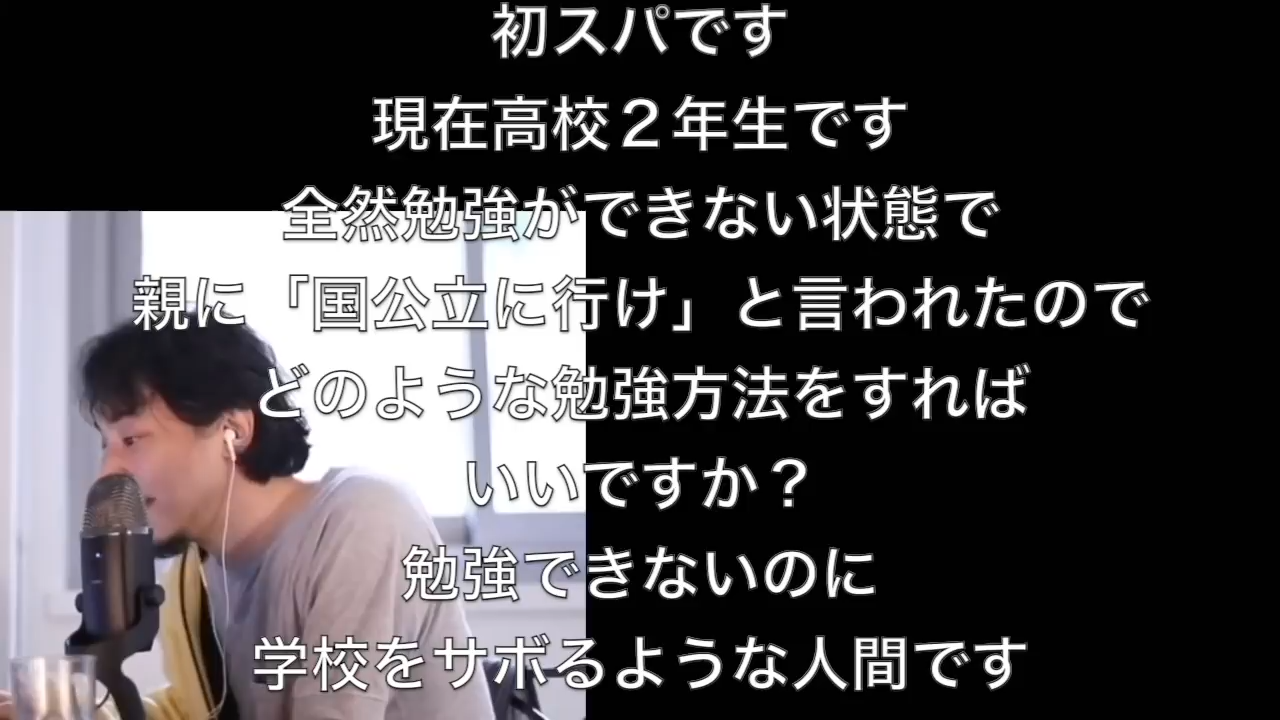 初スパです
現在高校２年生です
全然勉強ができない状態で
親に「国公立に行け」と言われたので
どのような勉強方法をすれば
いいですか？
勉強できないのに
学校をサボるような人間です